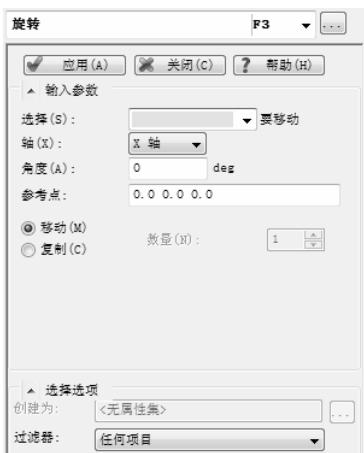 旋转 F3 ...
应用(A) 关闭(C) ? 帮助(H)
输入参数
选择(S): 要移动
轴(X): X 轴
角度(A): 0 deg
参考点: 0.0 0.0 0.0
移动(M) 数量(N): 1
复制(C)
选择选项
创建为: <无属性集> ...
过滤器: 任何项目